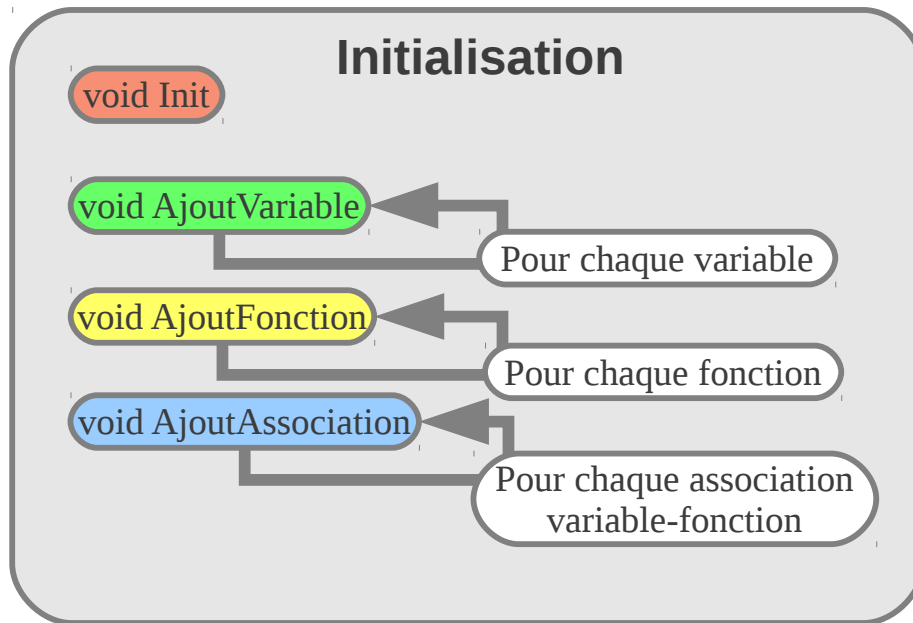 Initialisation
void Init
void AjoutVariable
Pour chaque variable
void AjoutFonction
Pour chaque fonction
void AjoutAssociation
Pour chaque association
variable-fonction